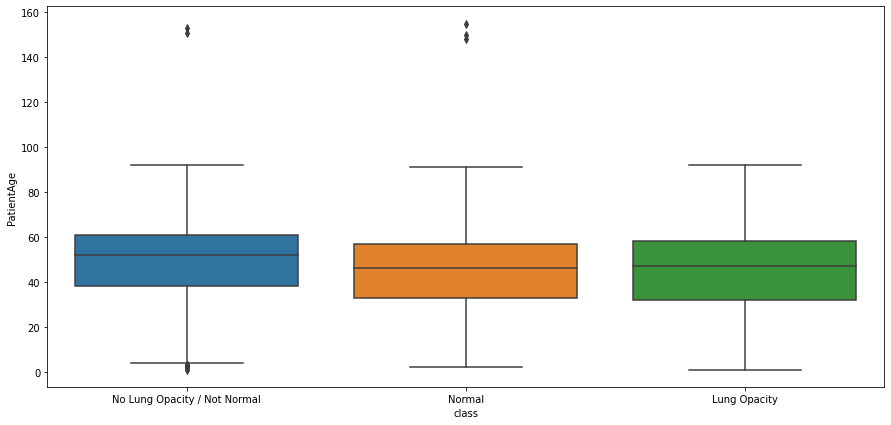 160
140
120
100
80
60
40
20
0
PatientAge
No Lung Opacity / Not Normal
Normal
Lung Opacity
class